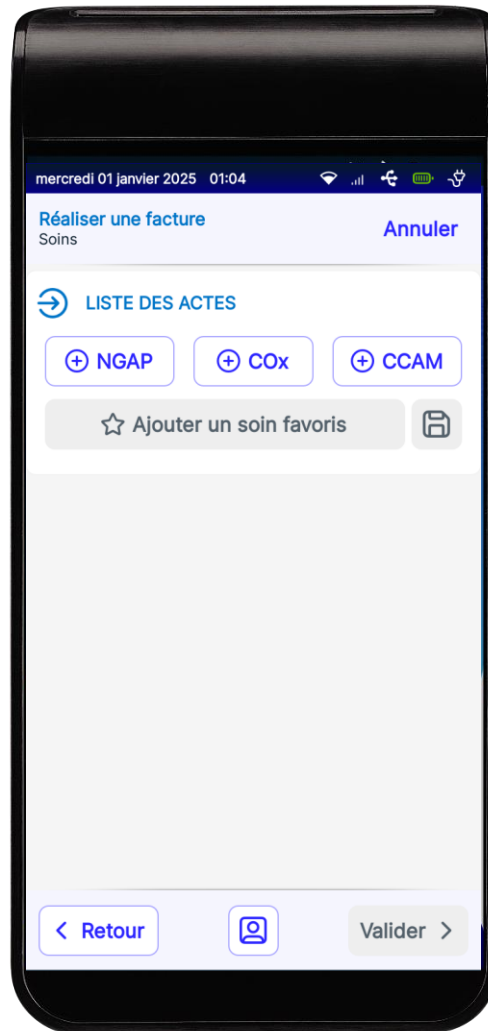 mercredi 01 janvier 2025 01:04
Réaliser une facture
Soins
Annuler
LISTE DES ACTES
NGAP
COx
CCAM
Ajouter un soin favoris
Retour
Valider